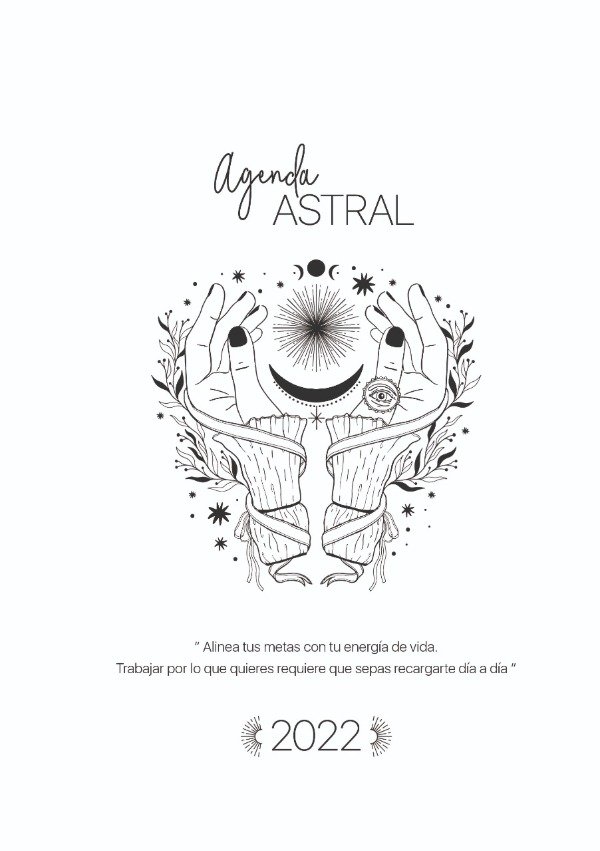 Agenda
ASTRAL
” Alinea tus metas con tu energía de vida.
Trabajar por lo que quieres requiere que sepas recargarte día a día “
2022